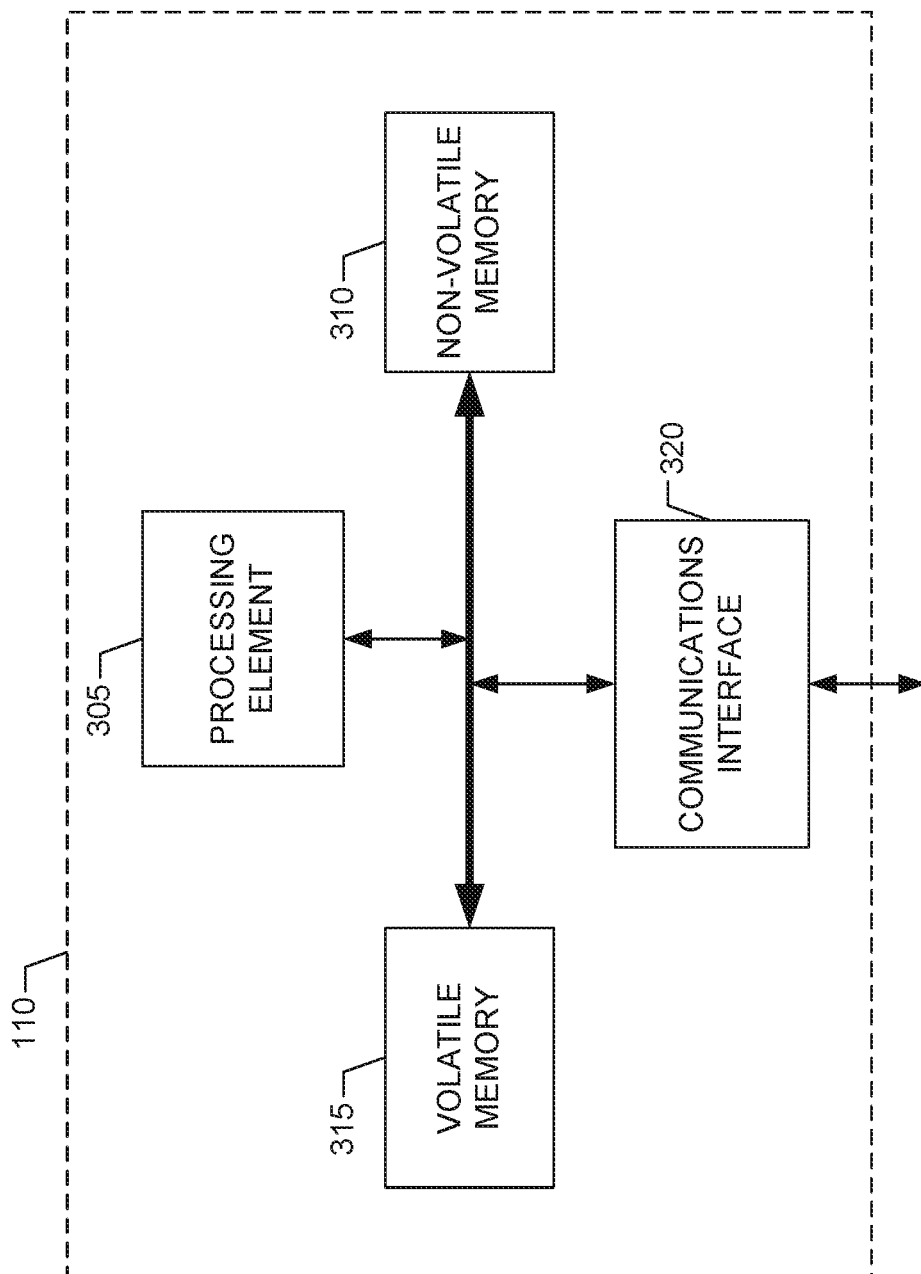 110
305
PROCESSING
ELEMENT
315
VOLATILE
MEMORY
310
NON-VOLATILE
MEMORY
320
COMMUNICATIONS
INTERFACE